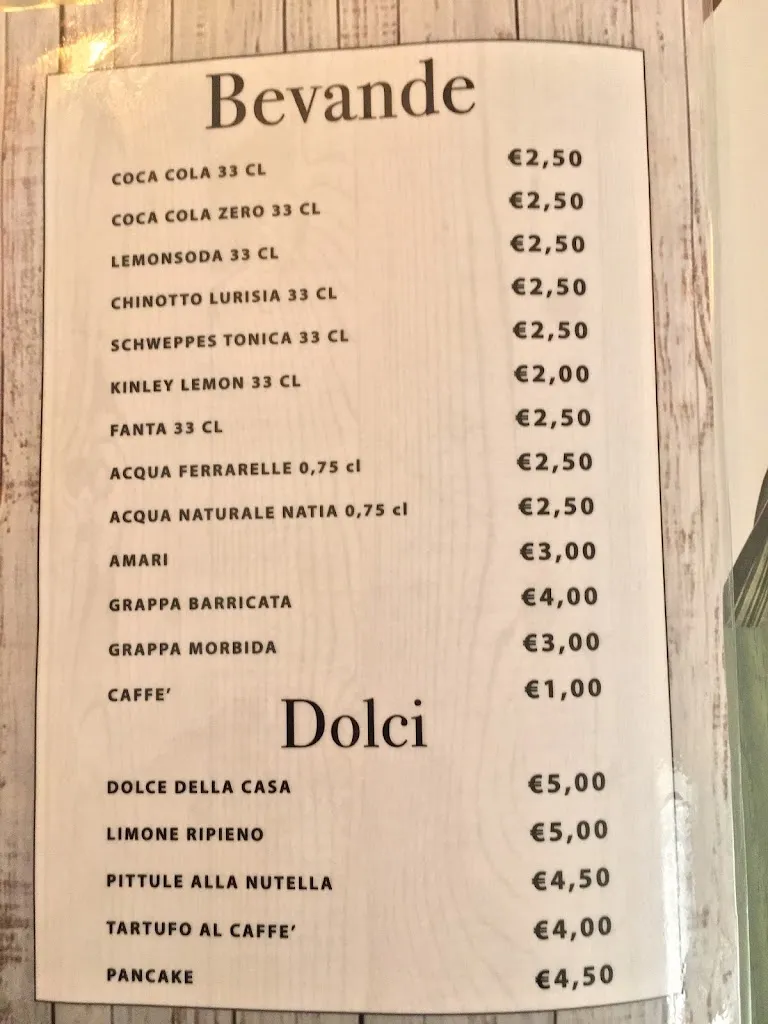 Bevande
COCA COLA 33 CL €2,50
COCA COLA ZERO 33 CL €2,50
LEMONSODA 33 CL €2,50
CHINOTTO LURISIA 33 CL €2,50
SCHWEPPES TONICA 33 CL €2,50
KINLEY LEMON 33 CL €2,00
FANTA 33 CL €2,50
ACQUA FERRARELLE 0,75 cl €2,50
ACQUA NATURALE NATIA 0,75 cl €2,50
AMARI €3,00
GRAPPA BARRICATA €4,00
GRAPPA MORBIDA €3,00
CAFFE’ €1,00
Dolci
DOLCE DELLA CASA €5,00
LIMONE RIPIENO €5,00
PITTULE ALLA NUTELLA €4,50
TARTUFO AL CAFFE’ €4,00
PANCAKE €4,50